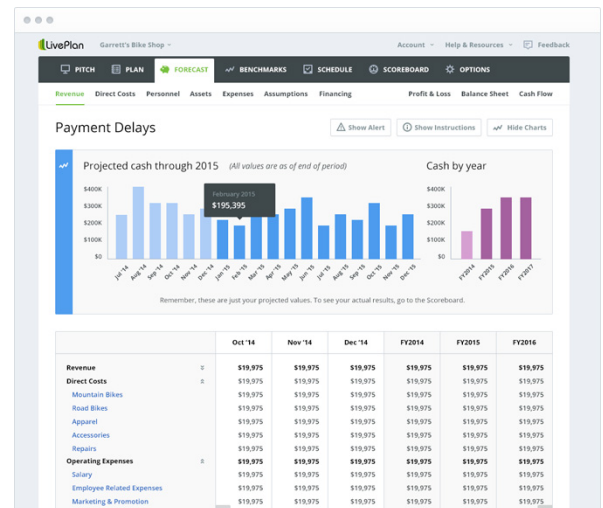 LivePlan Garrett's Bike Shop Account Help & Resources Feedback
PITCH PLAN FORECAST BENCHMARKS SCHEDULE SCOREBOARD OPTIONS
Revenue Direct Costs Personnel Assets Expenses Assumptions Financing Profit & Loss Balance Sheet Cash Flow
Payment Delays Show Alert Show Instructions Hide Charts
Projected cash through 2015 (All values are as of end of period)
$400K
$300K
$200K
$100K
$0
February 2015
$195,395
Jul '14 Aug '14 Sep '14 Oct '14 Nov '14 Dec '14 Jan '15 Feb '15 Mar '15 Apr '15 May '15 Jun '15 Jul '15 Aug '15 Sep '15 Oct '15 Nov '15 Dec '15
Cash by year
$400K
$300K
$200K
$100K
$0
FY2014 FY2015 FY2016 FY2017
Remember, these are just your projected values. To see your actual results, go to the Scoreboard.
Oct '14 Nov '14 Dec '14 FY2014 FY2015 FY2016
Revenue $19,975 $19,975 $19,975 $19,975 $19,975 $19,975
Direct Costs $19,975 $19,975 $19,975 $19,975 $19,975 $19,975
Mountain Bikes $19,975 $19,975 $19,975 $19,975 $19,975 $19,975
Road Bikes $19,975 $19,975 $19,975 $19,975 $19,975 $19,975
Apparel $19,975 $19,975 $19,975 $19,975 $19,975 $19,975
Accessories $19,975 $19,975 $19,975 $19,975 $19,975 $19,975
Repairs $19,975 $19,975 $19,975 $19,975 $19,975 $19,975
Operating Expenses $19,975 $19,975 $19,975 $19,975 $19,975 $19,975
Salary $19,975 $19,975 $19,975 $19,975 $19,975 $19,975
Employee Related Expenses $19,975 $19,975 $19,975 $19,975 $19,975 $19,975
Marketing & Promotion $19,975 $19,975 $19,975 $19,975 $19,975 $19,975